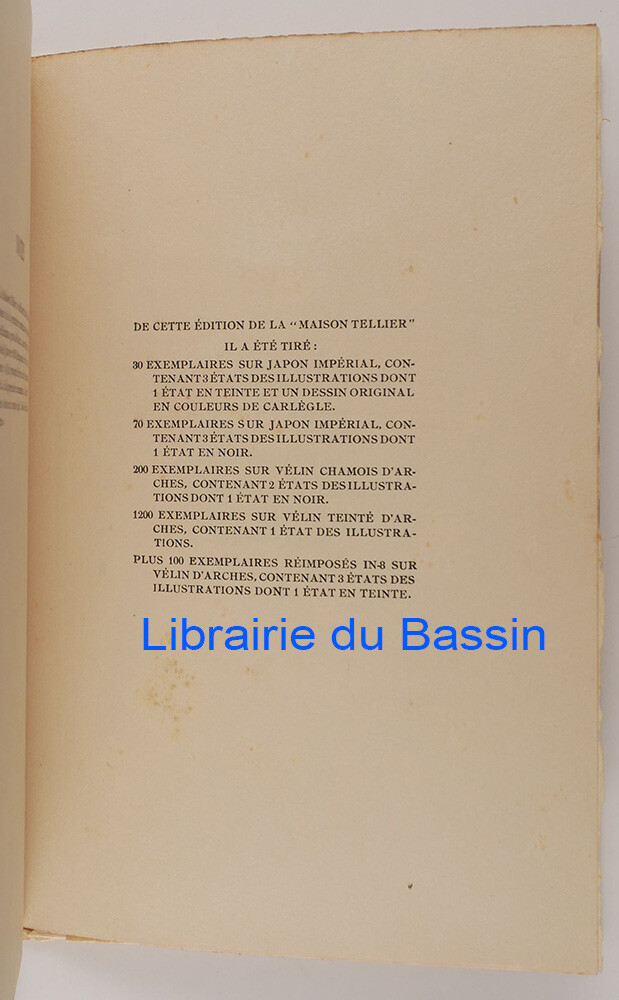 DE CETTE ÉDITION DE LA “MAISON TELLIER”
IL A ÉTÉ TIRÉ :
30 EXEMPLAIRES SUR JAPON IMPÉRIAL, CON-
TENANT 3 ÉTATS DES ILLUSTRATIONS DONT
1 ÉTAT EN TEINTE ET UN DESSIN ORIGINAL
EN COULEURS DE CARLÈGLE.
70 EXEMPLAIRES SUR JAPON IMPÉRIAL, CON-
TENANT 3 ÉTATS DES ILLUSTRATIONS DONT
1 ÉTAT EN NOIR.
200 EXEMPLAIRES SUR VÉLIN CHAMOIS D'AR-
CHES, CONTENANT 2 ÉTATS DES ILLUSTRA-
TIONS DONT 1 ÉTAT EN NOIR.
1200 EXEMPLAIRES SUR VÉLIN TEINTÉ D'AR-
CHES, CONTENANT 1 ÉTAT DES ILLUSTRA-
TIONS.
PLUS 100 EXEMPLAIRES RÉIMPOSÉS IN-8 SUR
VÉLIN D'ARCHES, CONTENANT 3 ÉTATS DES
ILLUSTRATIONS DONT 1 ÉTAT EN TEINTE.
Librairie du Bassin